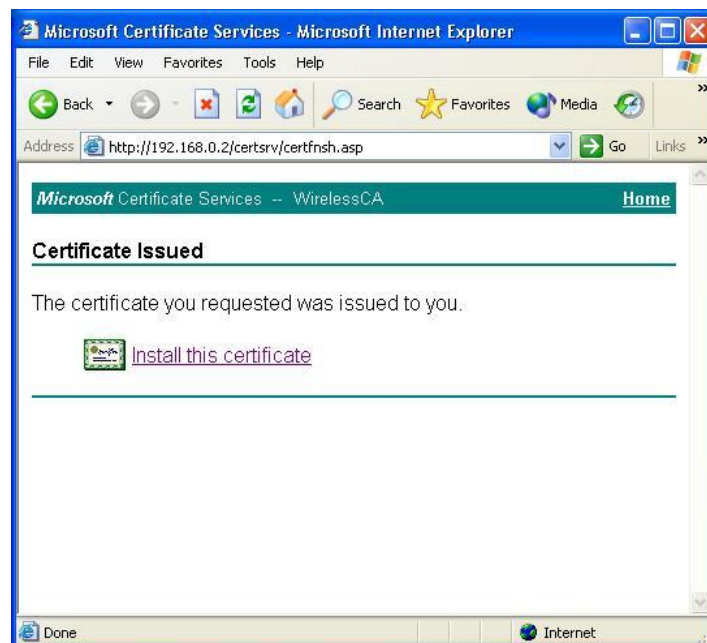 Microsoft Certificate Services - Microsoft Internet Explorer
File Edit View Favorites Tools Help
Back Search Favorites Media »
Address http://192.168.0.2/certsrv/certfnsh.asp Go Links »
Microsoft Certificate Services -- WirelessCA Home
Certificate Issued
The certificate you requested was issued to you.
Install this certificate
Done Internet